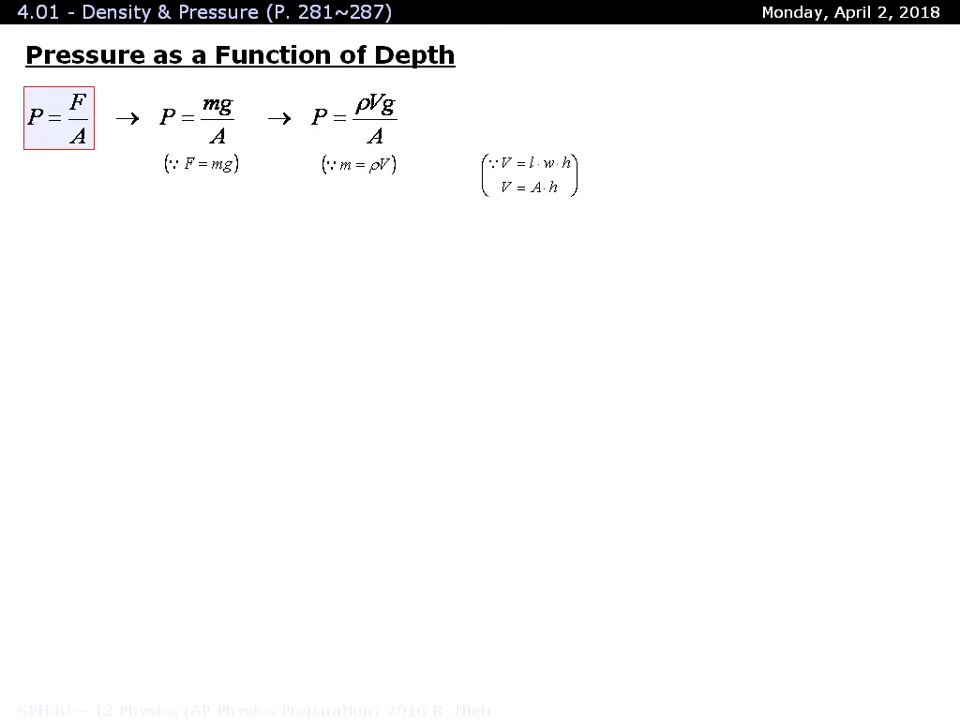 4.01 - Density & Pressure (P. 281~287)
Monday, April 2, 2018
Pressure as a Function of Depth
P = F/A → P = mg/A → P = ρVg/A
(∵ F = mg) (∵ m = ρV) (∵ V = l · w · h
V = A · h)
SPH4U – 12 Physics (AP Physics Preparation) 2016 R. Nieh